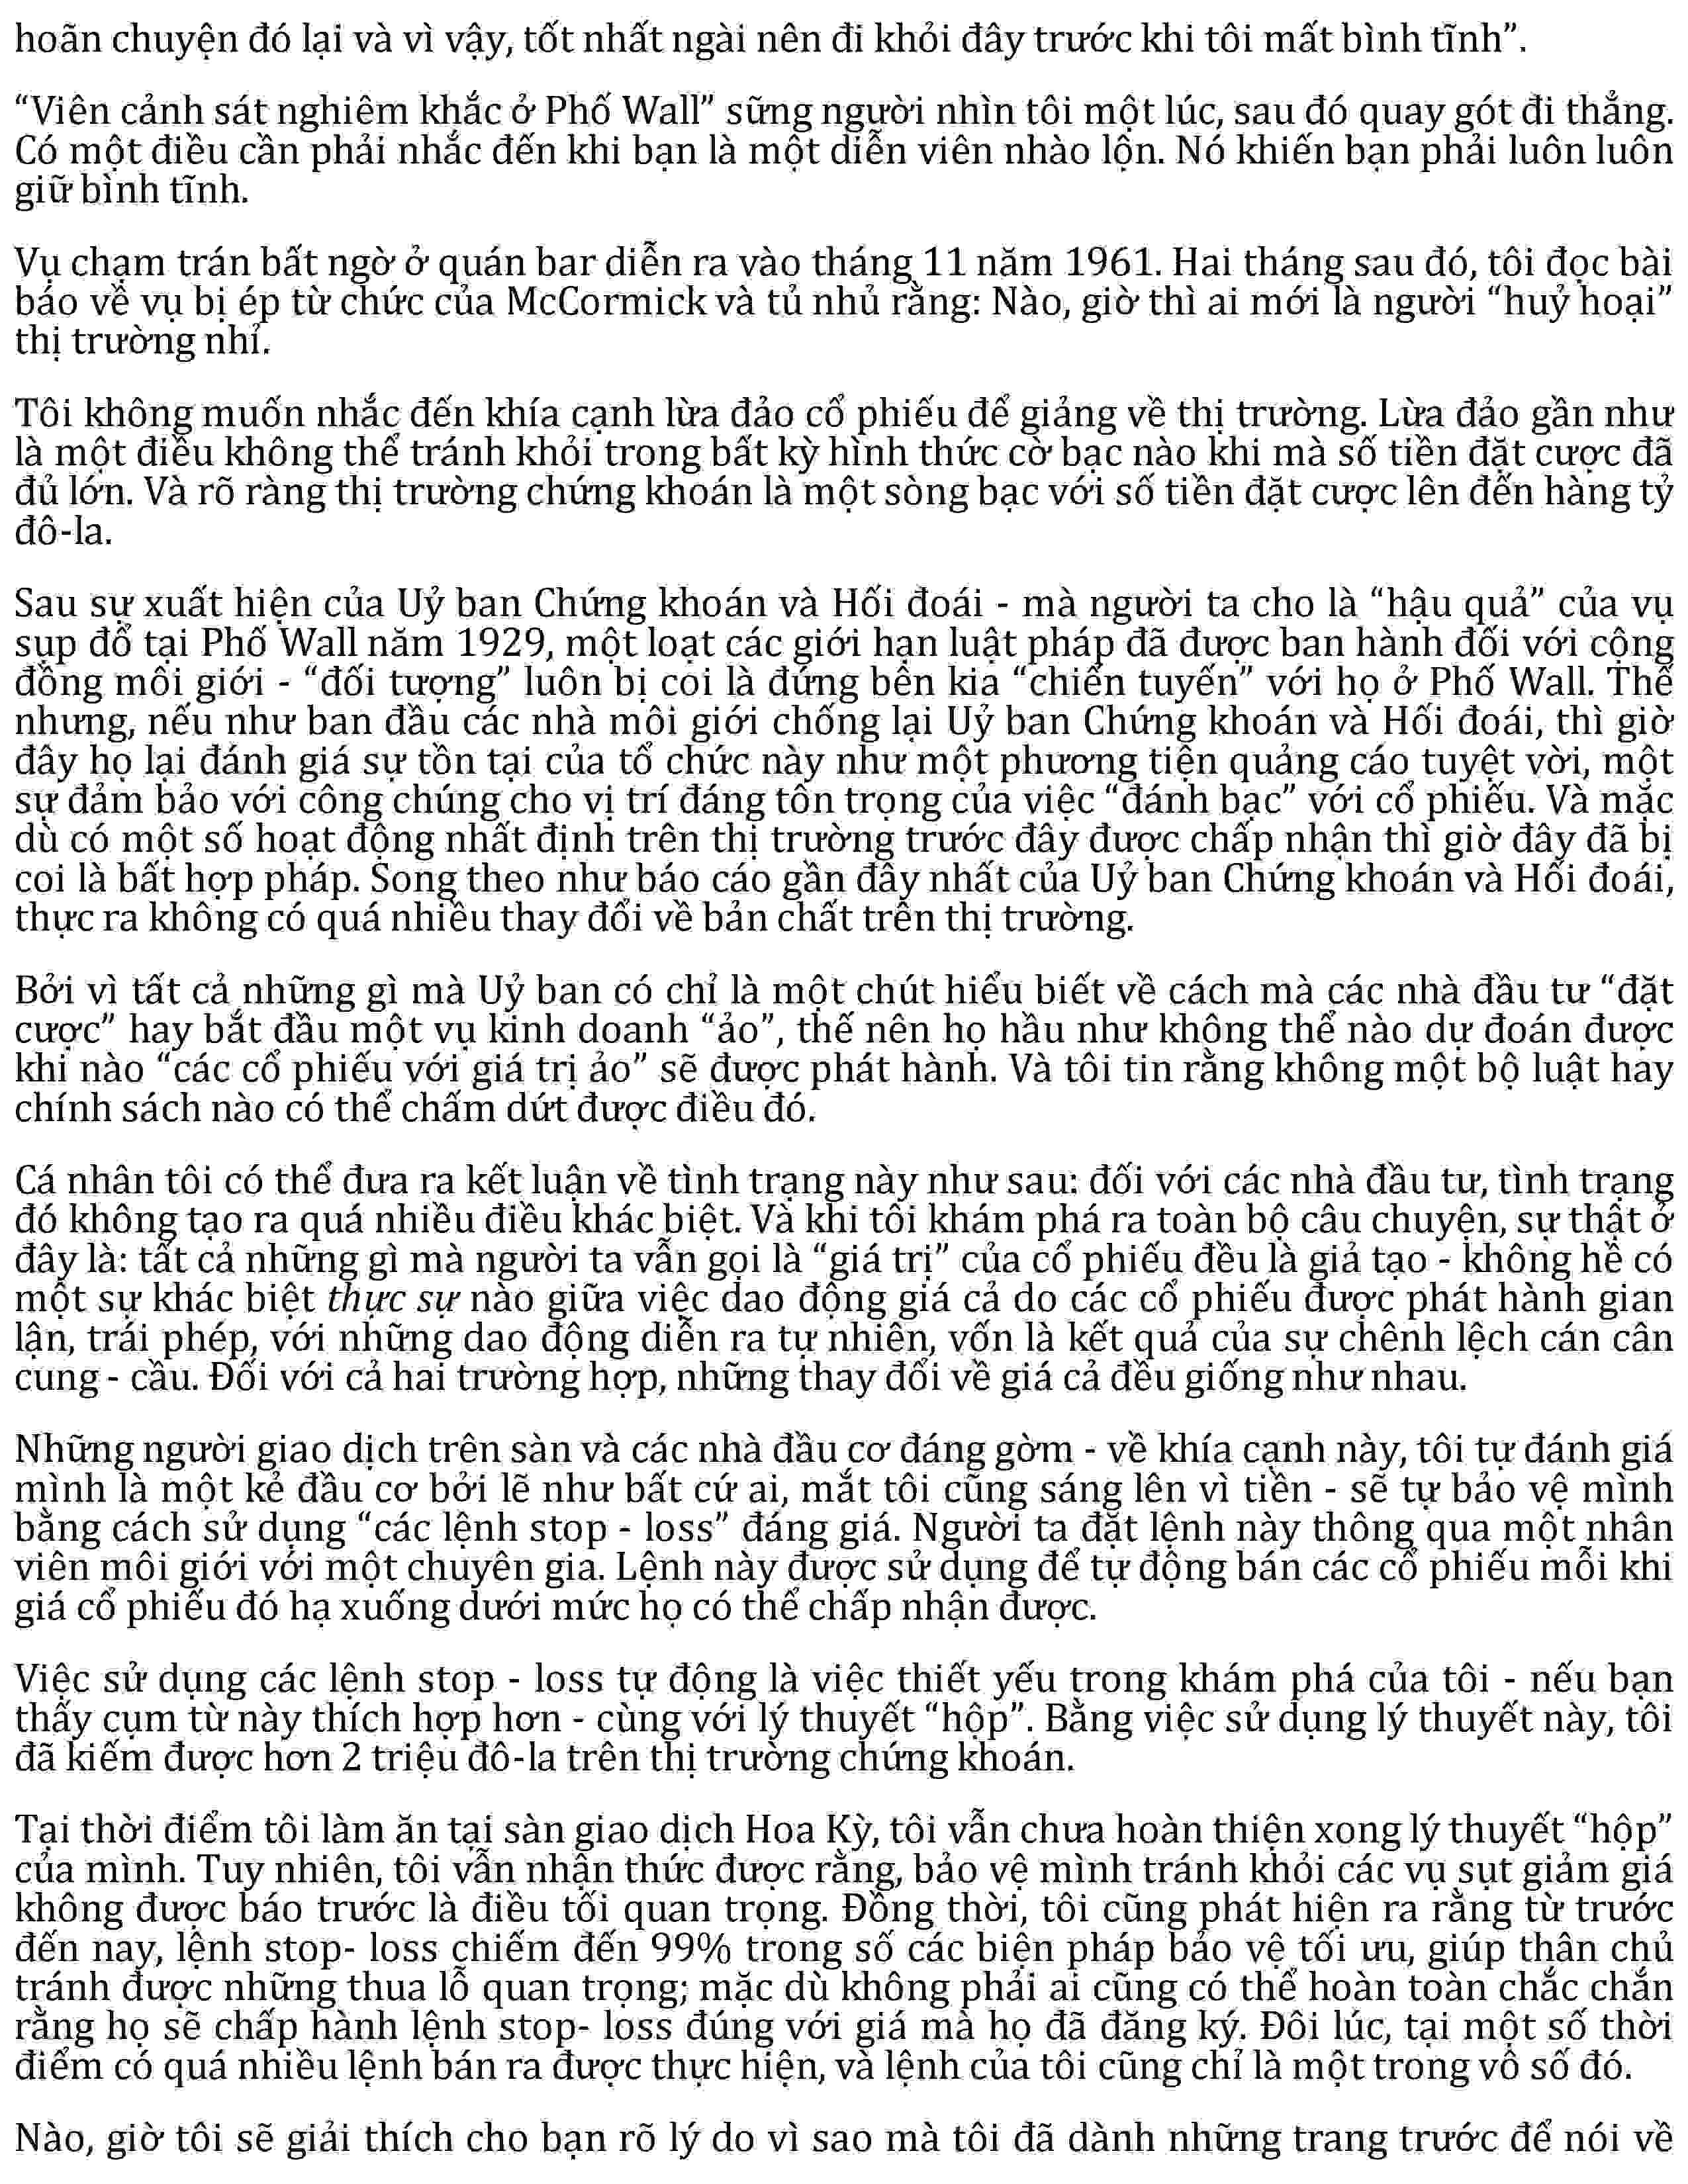 hoãn chuyện đó lại và vì vậy, tốt nhất ngài nên đi khỏi đây trước khi tôi mất bình tĩnh”.
“Viên cảnh sát nghiêm khắc ở Phố Wall” sững người nhìn tôi một lúc, sau đó quay gót đi thẳng.
Có một điều cần phải nhắc đến khi bạn là một diễn viên nhào lộn. Nó khiến bạn phải luôn luôn
giữ bình tĩnh.
Vụ chạm trán bất ngờ ở quán bar diễn ra vào tháng 11 năm 1961. Hai tháng sau đó, tôi đọc bài
báo về vụ bị ép từ chức của McCormick và tủ nhủ rằng: Nào, giờ thì ai mới là người “huỷ hoại”
thị trường nhỉ.
Tôi không muốn nhắc đến khía cạnh lừa đảo cổ phiếu để giảng về thị trường. Lừa đảo gần như
là một điều không thể tránh khỏi trong bất kỳ hình thức cờ bạc nào khi mà số tiền đặt cược đã
đủ lớn. Và rõ ràng thị trường chứng khoán là một sòng bạc với số tiền đặt cược lên đến hàng tỷ
đô-la.
Sau sự xuất hiện của Uỷ ban Chứng khoán và Hối đoái - mà người ta cho là “hậu quả” của vụ
sụp đổ tại Phố Wall năm 1929, một loạt các giới hạn luật pháp đã được ban hành đối với cộng
đồng môi giới - “đối tượng” luôn bị coi là đứng bên kia “chiến tuyến” với họ ở Phố Wall. Thế
nhưng, nếu như ban đầu các nhà môi giới chống lại Uỷ ban Chứng khoán và Hối đoái, thì giờ
đây họ lại đánh giá sự tồn tại của tổ chức này như một phương tiện quảng cáo tuyệt vời, một
sự đảm bảo với công chúng cho vị trí đáng tôn trọng của việc “đánh bạc” với cổ phiếu. Và mặc
dù có một số hoạt động nhất định trên thị trường trước đây được chấp nhận thì giờ đây đã bị
coi là bất hợp pháp. Song theo như báo cáo gần đây nhất của Uỷ ban Chứng khoán và Hối đoái,
thực ra không có quá nhiều thay đổi về bản chất trên thị trường.
Bởi vì tất cả những gì mà Uỷ ban có chỉ là một chút hiểu biết về cách mà các nhà đầu tư “đặt
cược” hay bắt đầu một vụ kinh doanh “ảo”, thế nên họ hầu như không thể nào dự đoán được
khi nào “các cổ phiếu với giá trị ảo” sẽ được phát hành. Và tôi tin rằng không một bộ luật hay
chính sách nào có thể chấm dứt được điều đó.
Cá nhân tôi có thể đưa ra kết luận về tình trạng này như sau: đối với các nhà đầu tư, tình trạng
đó không tạo ra quá nhiều điều khác biệt. Và khi tôi khám phá ra toàn bộ câu chuyện, sự thật ở
đây là: tất cả những gì mà người ta vẫn gọi là “giá trị” của cổ phiếu đều là giả tạo - không hề có
một sự khác biệt thực sự nào giữa việc dao động giá cả do các cổ phiếu được phát hành gian
lận, trái phép, với những dao động diễn ra tự nhiên, vốn là kết quả của sự chênh lệch cán cân
cung - cầu. Đối với cả hai trường hợp, những thay đổi về giá cả đều giống như nhau.
Những người giao dịch trên sàn và các nhà đầu cơ đáng gờm - về khía cạnh này, tôi tự đánh giá
mình là một kẻ đầu cơ bởi lẽ như bất cứ ai, mắt tôi cũng sáng lên vì tiền - sẽ tự bảo vệ mình
bằng cách sử dụng “các lệnh stop - loss” đáng giá. Người ta đặt lệnh này thông qua một nhân
viên môi giới với một chuyên gia. Lệnh này được sử dụng để tự động bán các cổ phiếu mỗi khi
giá cổ phiếu đó hạ xuống dưới mức họ có thể chấp nhận được.
Việc sử dụng các lệnh stop - loss tự động là việc thiết yếu trong khám phá của tôi - nếu bạn
thấy cụm từ này thích hợp hơn - cùng với lý thuyết “hộp”. Bằng việc sử dụng lý thuyết này, tôi
đã kiếm được hơn 2 triệu đô-la trên thị trường chứng khoán.
Tại thời điểm tôi làm ăn tại sàn giao dịch Hoa Kỳ, tôi vẫn chưa hoàn thiện xong lý thuyết “hộp”
của mình. Tuy nhiên, tôi vẫn nhận thức được rằng, bảo vệ mình tránh khỏi các vụ sụt giảm giá
không được báo trước là điều tối quan trọng. Đồng thời, tôi cũng phát hiện ra rằng từ trước
đến nay, lệnh stop- loss chiếm đến 99% trong số các biện pháp bảo vệ tối ưu, giúp thân chủ
tránh được những thua lỗ quan trọng; mặc dù không phải ai cũng có thể hoàn toàn chắc chắn
rằng họ sẽ chấp hành lệnh stop- loss đúng với giá mà họ đã đăng ký. Đôi lúc, tại một số thời
điểm có quá nhiều lệnh bán ra được thực hiện, và lệnh của tôi cũng chỉ là một trong vô số đó.
Nào, giờ tôi sẽ giải thích cho bạn rõ lý do vì sao mà tôi đã dành những trang trước để nói về